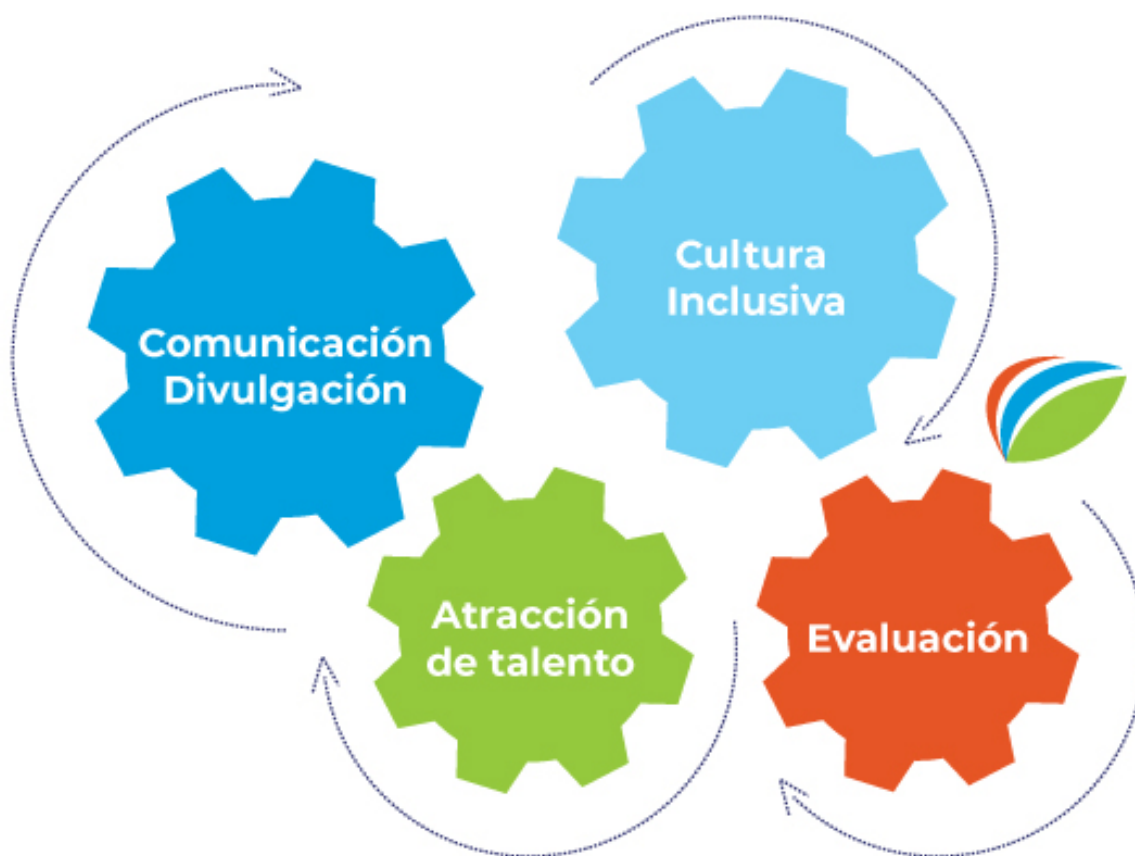 Comunicación
Divulgación
Cultura
Inclusiva
Atracción
de talento
Evaluación